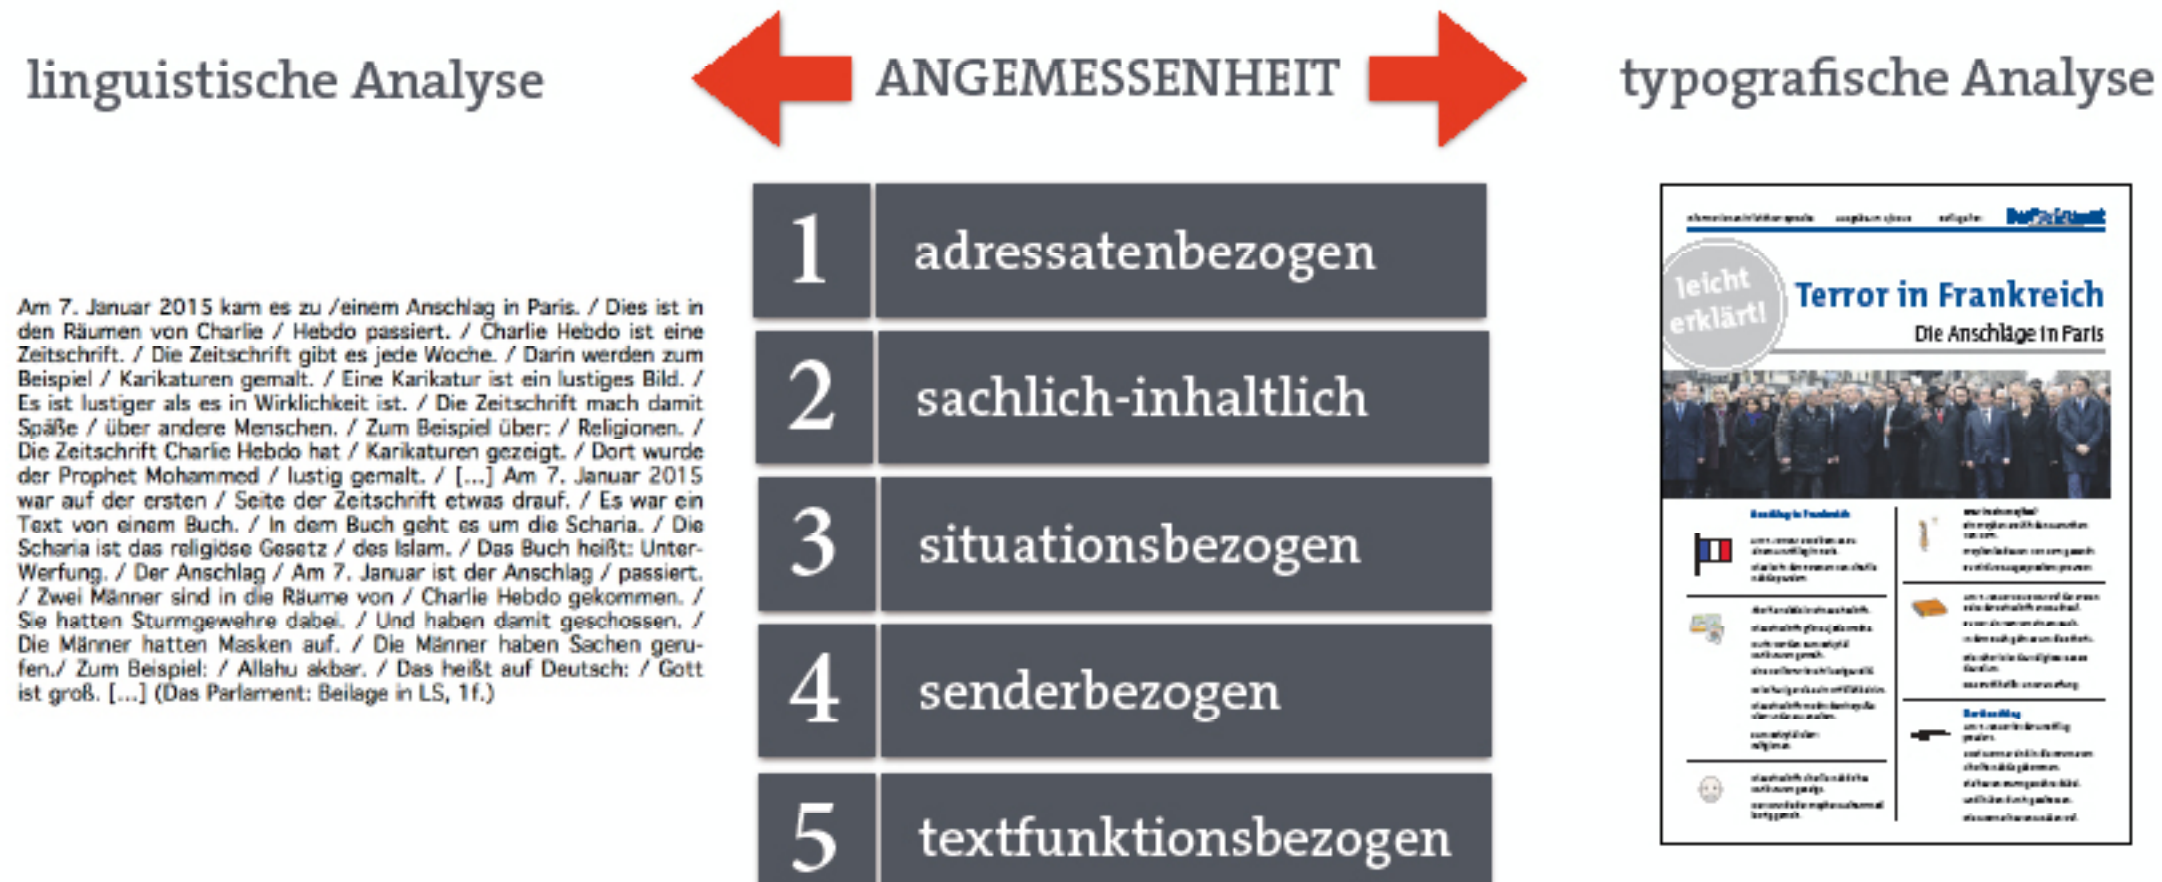 linguistische Analyse
ANGEMESSENHEIT
typografische Analyse
Am 7. Januar 2015 kam es zu /einem Anschlag in Paris. / Dies ist in
den Räumen von Charlie / Hebdo passiert. / Charlie Hebdo ist eine
Zeitschrift. / Die Zeitschrift gibt es jede Woche. / Darin werden zum
Beispiel / Karikaturen gemalt. / Eine Karikatur ist ein lustiges Bild. /
Es ist lustiger als es in Wirklichkeit ist. / Die Zeitschrift mach damit
Späße / über andere Menschen. / Zum Beispiel über: / Religionen. /
Die Zeitschrift Charlie Hebdo hat / Karikaturen gezeigt. / Dort wurde
der Prophet Mohammed / lustig gemalt. / [...] Am 7. Januar 2015
war auf der ersten / Seite der Zeitschrift etwas drauf. / Es war ein
Text von einem Buch. / In dem Buch geht es um die Scharia. / Die
Scharia ist das religiöse Gesetz / des Islam. / Das Buch heißt: Unter-
Werfung. / Der Anschlag / Am 7. Januar ist der Anschlag / passiert.
/ Zwei Männer sind in die Räume von / Charlie Hebdo gekommen. /
Sie hatten Sturmgewehre dabei. / Und haben damit geschossen. /
Die Männer hatten Masken auf. / Die Männer haben Sachen geru-
fen./ Zum Beispiel: / Allahu akbar. / Das heißt auf Deutsch: / Gott
ist groß. [...] (Das Parlament: Beilage in LS, 1f.)
1 adressatenbezogen
2 sachlich-inhaltlich
3 situationsbezogen
4 senderbezogen
5 textfunktionsbezogen
leicht
erklärt!
Terror in Frankreich
Die Anschläge in Paris